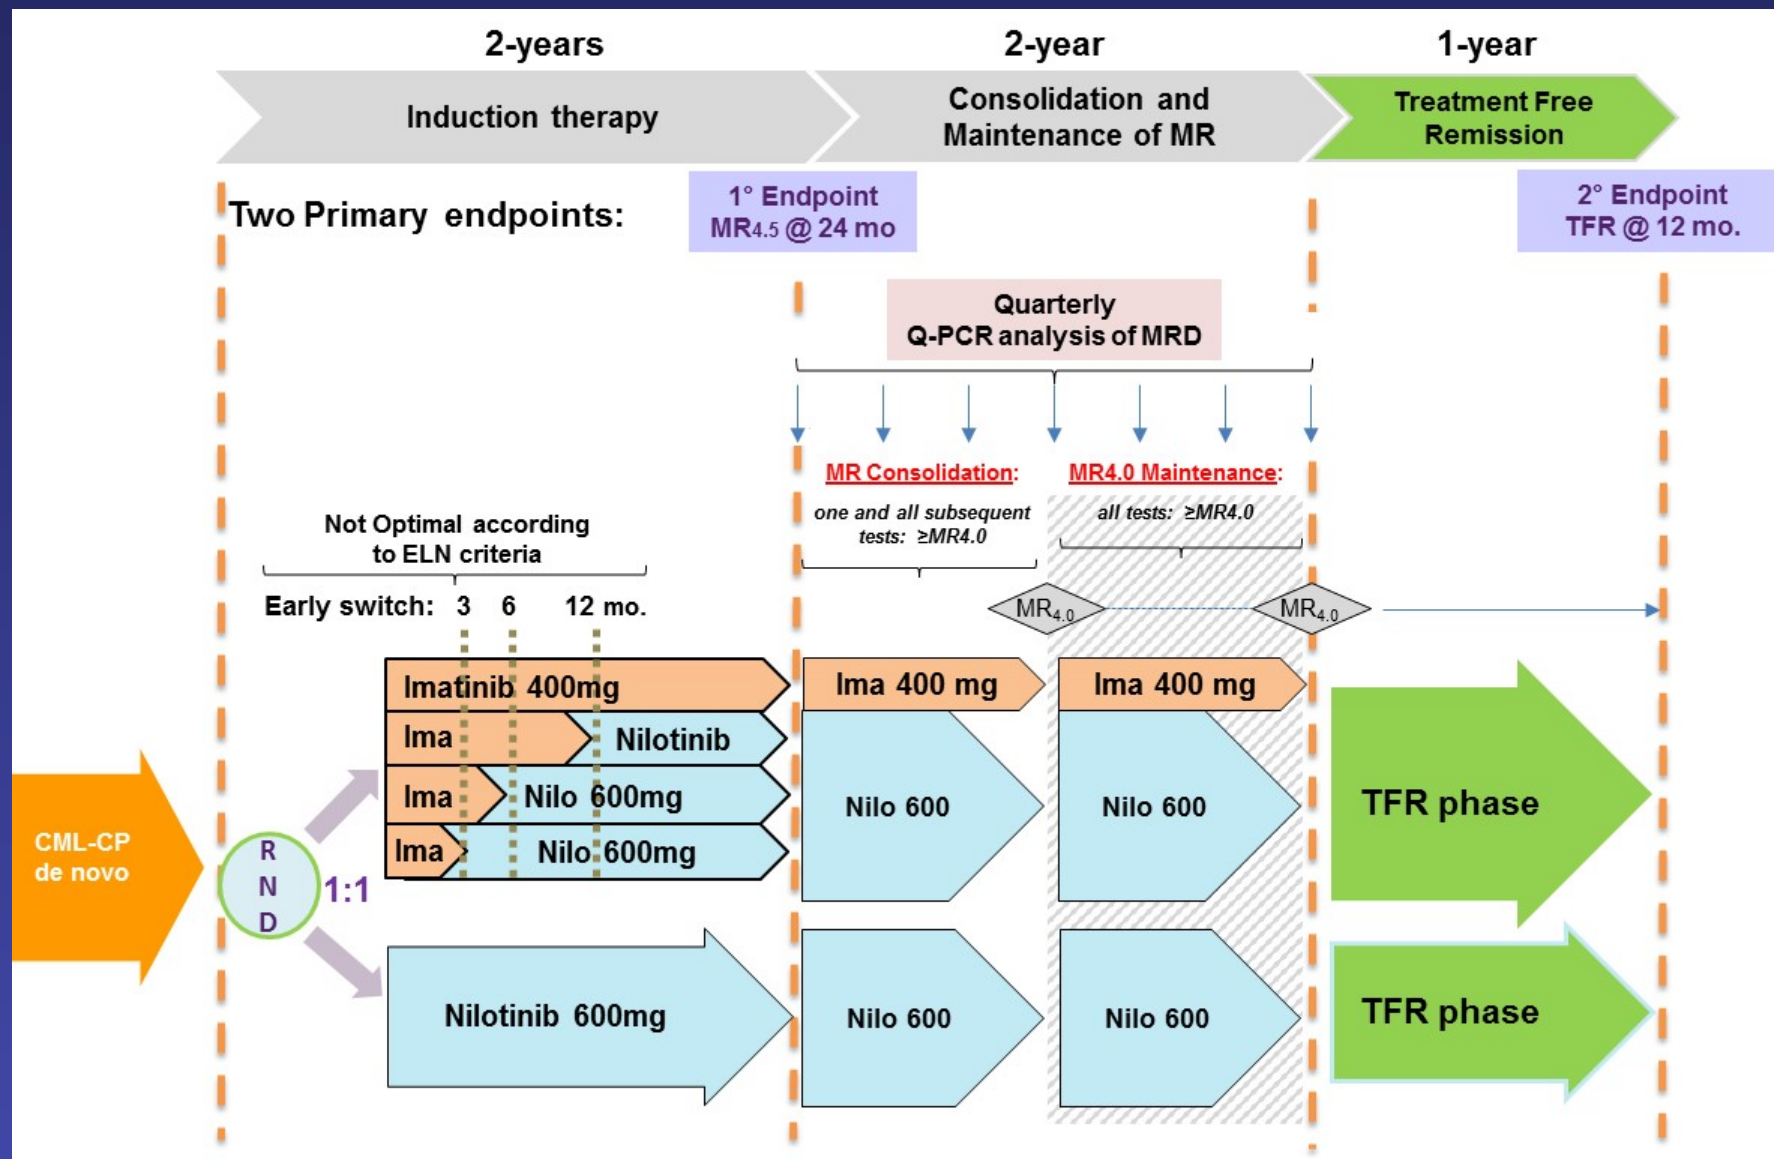 2-years
2-year
1-year
Induction therapy
Consolidation and
Maintenance of MR
Treatment Free
Remission
Two Primary endpoints:
1° Endpoint
MR4.5 @ 24 mo
2° Endpoint
TFR @ 12 mo.
Quarterly
Q-PCR analysis of MRD
MR Consolidation:
one and all subsequent
tests: ≥MR4.0
MR4.0 Maintenance:
all tests: ≥MR4.0
Not Optimal according
to ELN criteria
Early switch: 3 6 12 mo.
MR4.0
MR4.0
Imatinib 400mg
Ima 400 mg
Ima 400 mg
Ima Nilotinib
Ima Nilo 600mg
Ima Nilo 600mg
Nilo 600
Nilo 600
TFR phase
CML-CP
de novo
R
N
D
1:1
Nilotinib 600mg
Nilo 600
Nilo 600
TFR phase